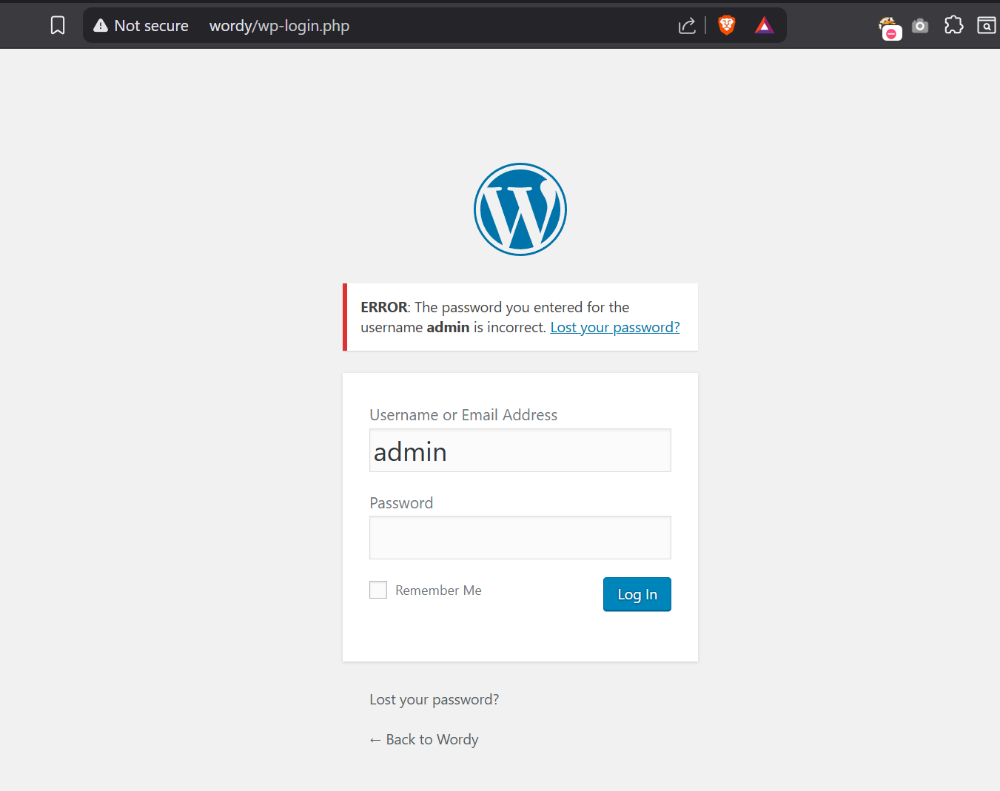 Not secure wordy/wp-login.php
ERROR: The password you entered for the
username admin is incorrect. Lost your password?
Username or Email Address
admin
Password
Remember Me
Log In
Lost your password?
← Back to Wordy